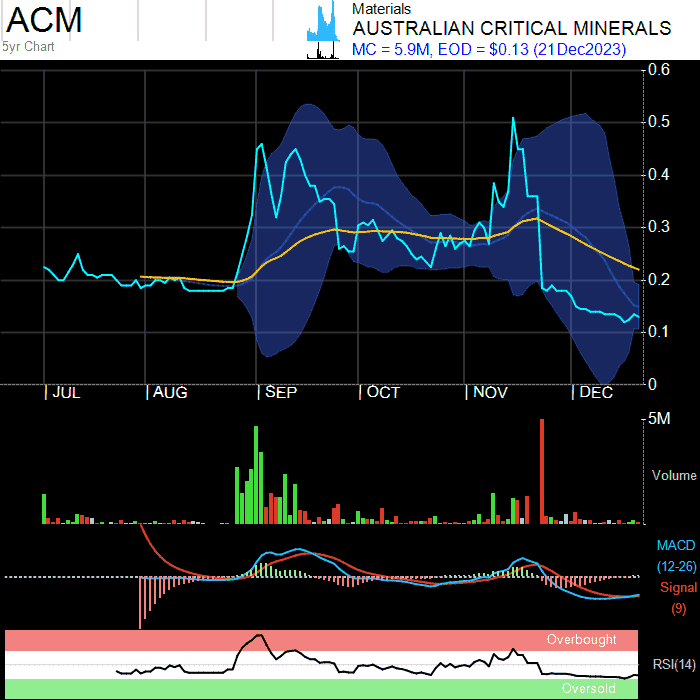 ACM
5yr Chart
Materials
AUSTRALIAN CRITICAL MINERALS
MC = 5.9M, EOD = $0.13 (21Dec2023)
0.6
0.5
0.4
0.3
0.2
0.1
0
JUL
AUG
SEP
OCT
NOV
DEC
5M
Volume
MACD
(12-26)
Signal
(9)
Overbought
RSI(14)
Oversold